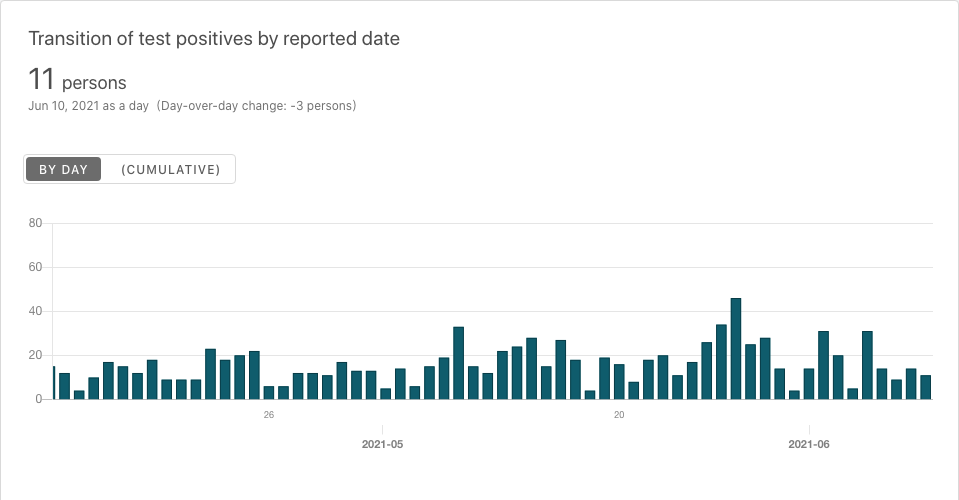 Transition of test positives by reported date
11 persons
Jun 10, 2021 as a day (Day-over-day change: -3 persons)
BY DAY (CUMULATIVE)
80
60
40
20
0
26 20
2021-05 2021-06